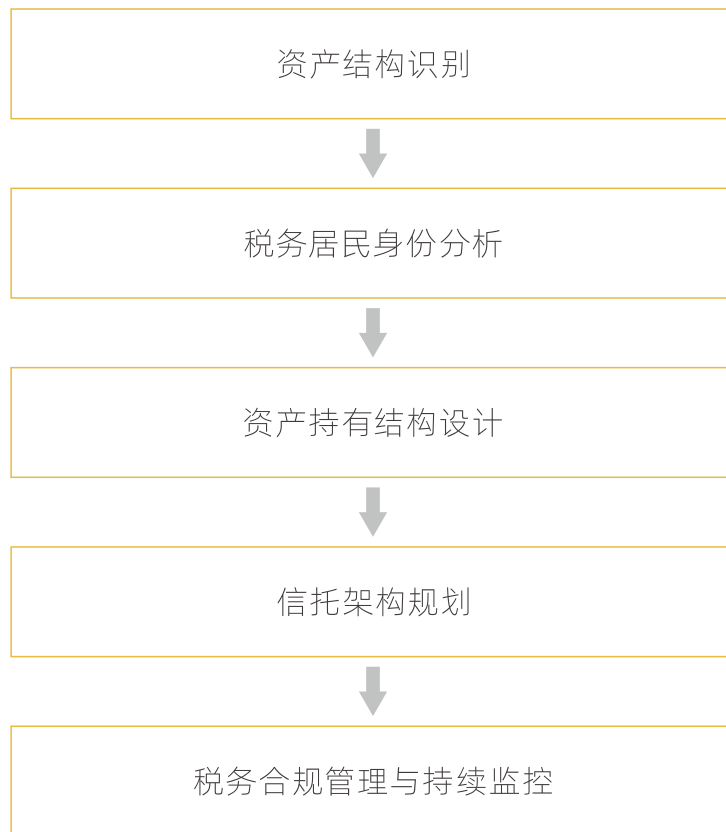 资产结构识别
税务居民身份分析
资产持有结构设计
信托架构规划
税务合规管理与持续监控